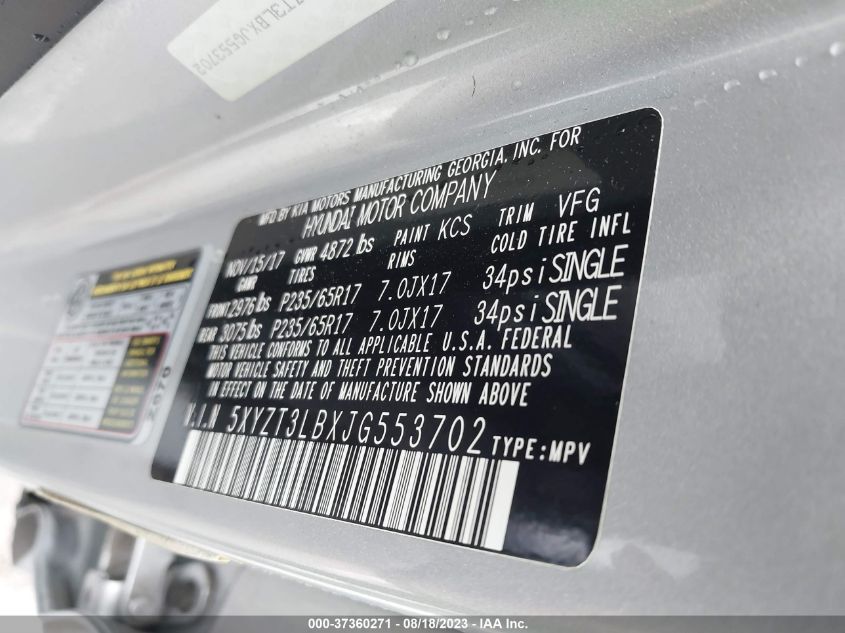 ZT3LBXJG553702
MFD BY KIA MOTORS MANUFACTURING GEORGIA, INC. FOR
HYUNDAI MOTOR COMPANY
NOV/15/17 GVWR 4872 lbs PAINT KCS TRIM VFG
GAWR TIRES RIMS COLD TIRE INFL
FRONT 2976 lbs P235/65R17 7.0JX17 34psi SINGLE
REAR 3075 lbs P235/65R17 7.0JX17 34psi SINGLE
THIS VEHICLE CONFORMS TO ALL APPLICABLE U.S.A. FEDERAL
MOTOR VEHICLE SAFETY AND THEFT PREVENTION STANDARDS
IN EFFECT ON THE DATE OF MANUFACTURE SHOWN ABOVE
V.I.N 5XYZT3LBXJG553702 TYPE:MPV
000-37360271 - 08/18/2023 - IAA Inc.